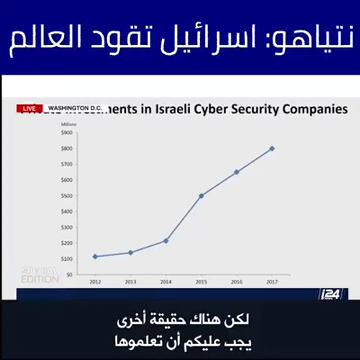 نتياهو: اسرائيل تقود العالم
LIVE WASHINGTON D.C.
ments in Israeli Cyber Security Companies
Millions
$900
$800
$700
$600
$500
$400
$300
$200
$100
$0
2012 2013 2014 2015 2016 2017
EDITION
i24
لكن هناك حقيقة أخرى
يجب عليكم أن تعلموها